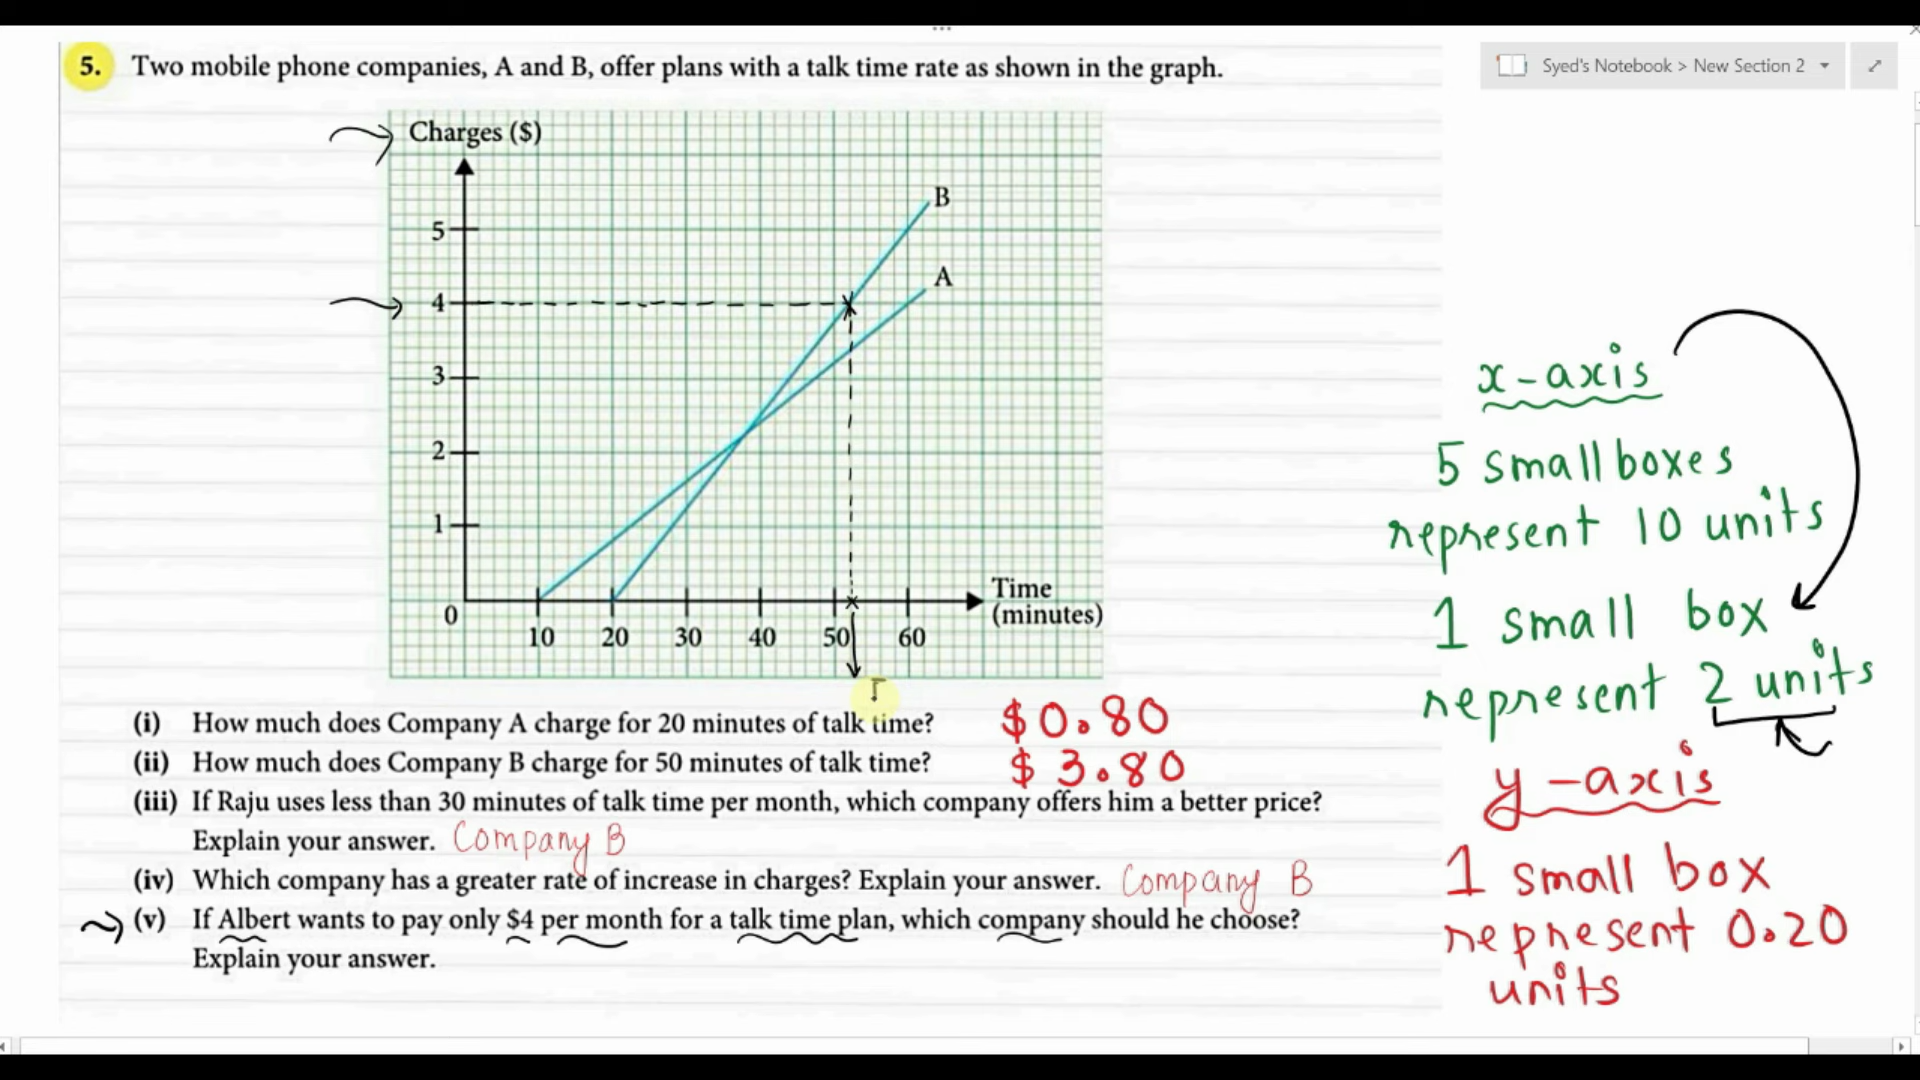 5. Two mobile phone companies, A and B, offer plans with a talk time rate as shown in the graph.
Syed's Notebook > New Section 2
Charges ($)
B
A
5
4
3
2
1
0
10 20 30 40 50 60
Time
(minutes)
(i) How much does Company A charge for 20 minutes of talk time? $0.80
(ii) How much does Company B charge for 50 minutes of talk time? $3.80
(iii) If Raju uses less than 30 minutes of talk time per month, which company offers him a better price?
Explain your answer. Company B
(iv) Which company has a greater rate of increase in charges? Explain your answer. Company B
(v) If Albert wants to pay only $4 per month for a talk time plan, which company should he choose?
Explain your answer.
x-axis
5 small boxes
represent 10 units
1 small box
represent 2 units
y-axis
1 small box
represent 0.20
units